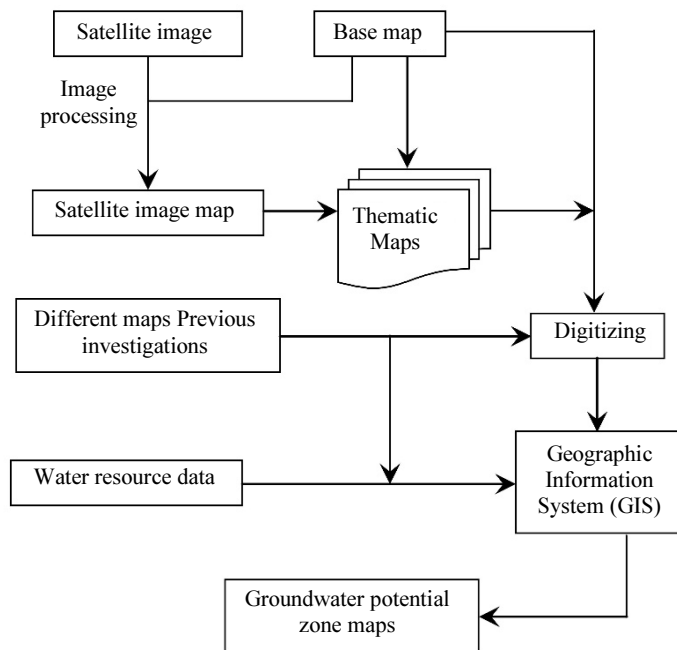 Satellite image
Base map
Image
processing
Satellite image map
Thematic
Maps
Different maps Previous
investigations
Digitizing
Water resource data
Geographic
Information
System (GIS)
Groundwater potential
zone maps